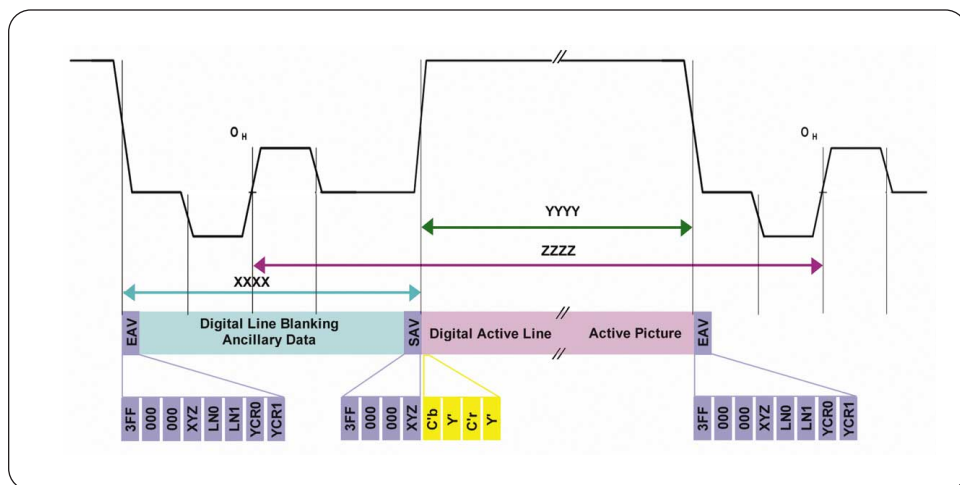 O H
O H
YYYY
ZZZZ
XXXX
EAV
Digital Line Blanking
Ancillary Data
SAV
Digital Active Line
Active Picture
EAV
3FF 000 000 XYZ LN0 LN1 YCR0 YCR1
3FF 000 000 XYZ
C'b Y' C'r Y'
3FF 000 000 XYZ LN0 LN1 YCR0 YCR1